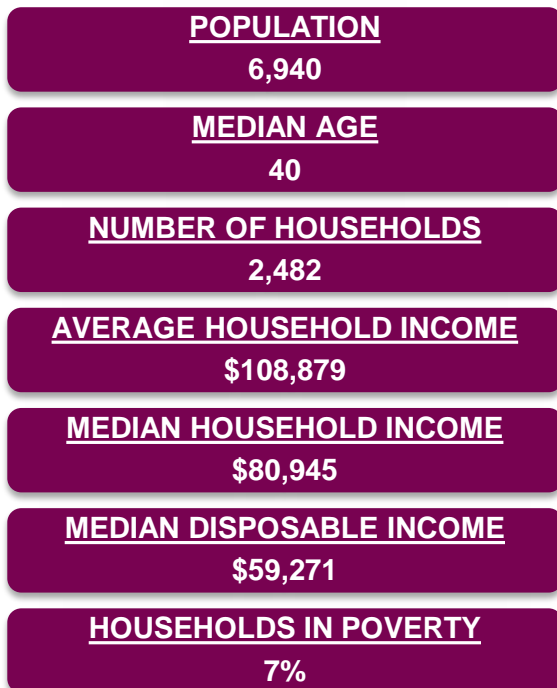 POPULATION
6,940
MEDIAN AGE
40
NUMBER OF HOUSEHOLDS
2,482
AVERAGE HOUSEHOLD INCOME
$108,879
MEDIAN HOUSEHOLD INCOME
$80,945
MEDIAN DISPOSABLE INCOME
$59,271
HOUSEHOLDS IN POVERTY
7%